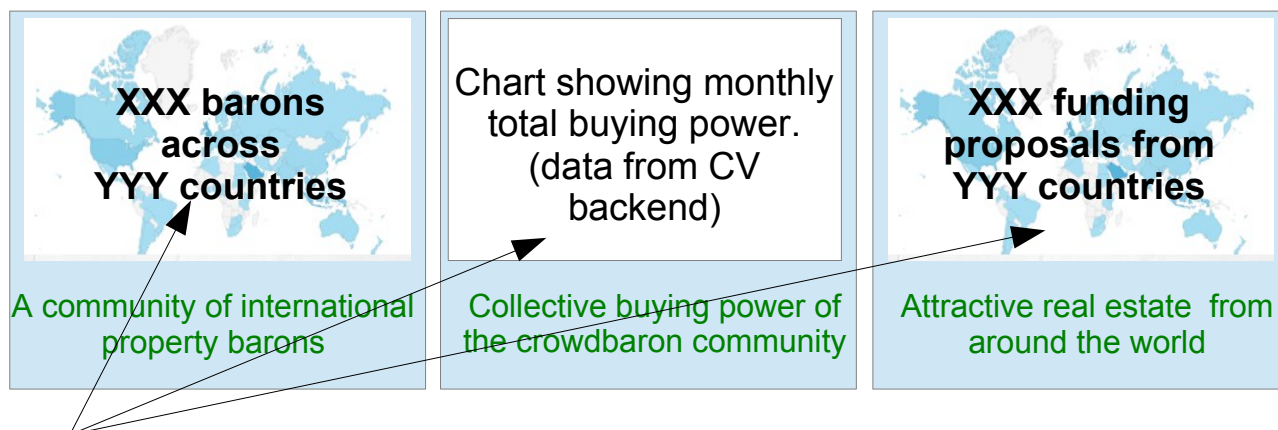 XXX barons
across
YYY countries
A community of international
property barons
Chart showing monthly
total buying power.
(data from CV
backend)
Collective buying power of
the crowdbaron community
XXX funding
proposals from
YYY countries
Attractive real estate from
around the world